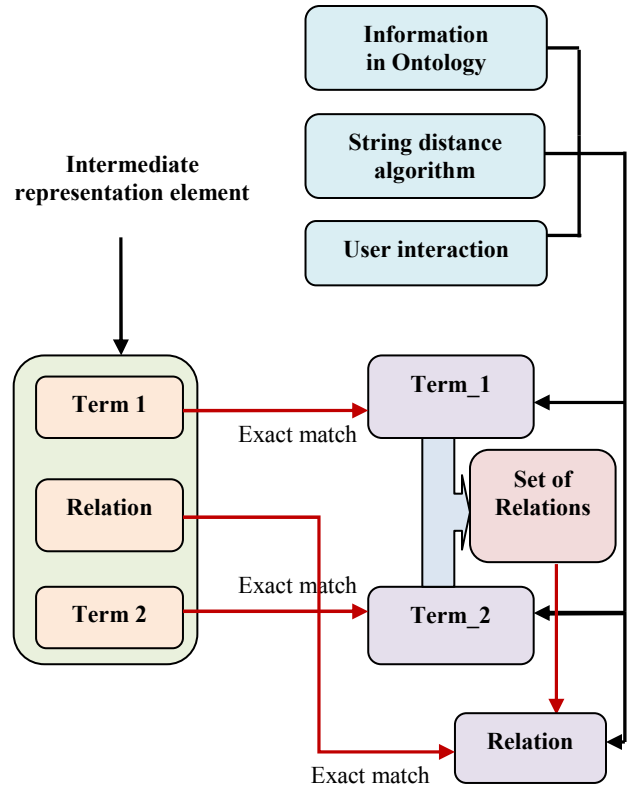 Information
in Ontology
String distance
algorithm
User interaction
Intermediate
representation element
Term 1
Relation
Term 2
Exact match
Exact match
Exact match
Term_1
Set of
Relations
Term_2
Relation